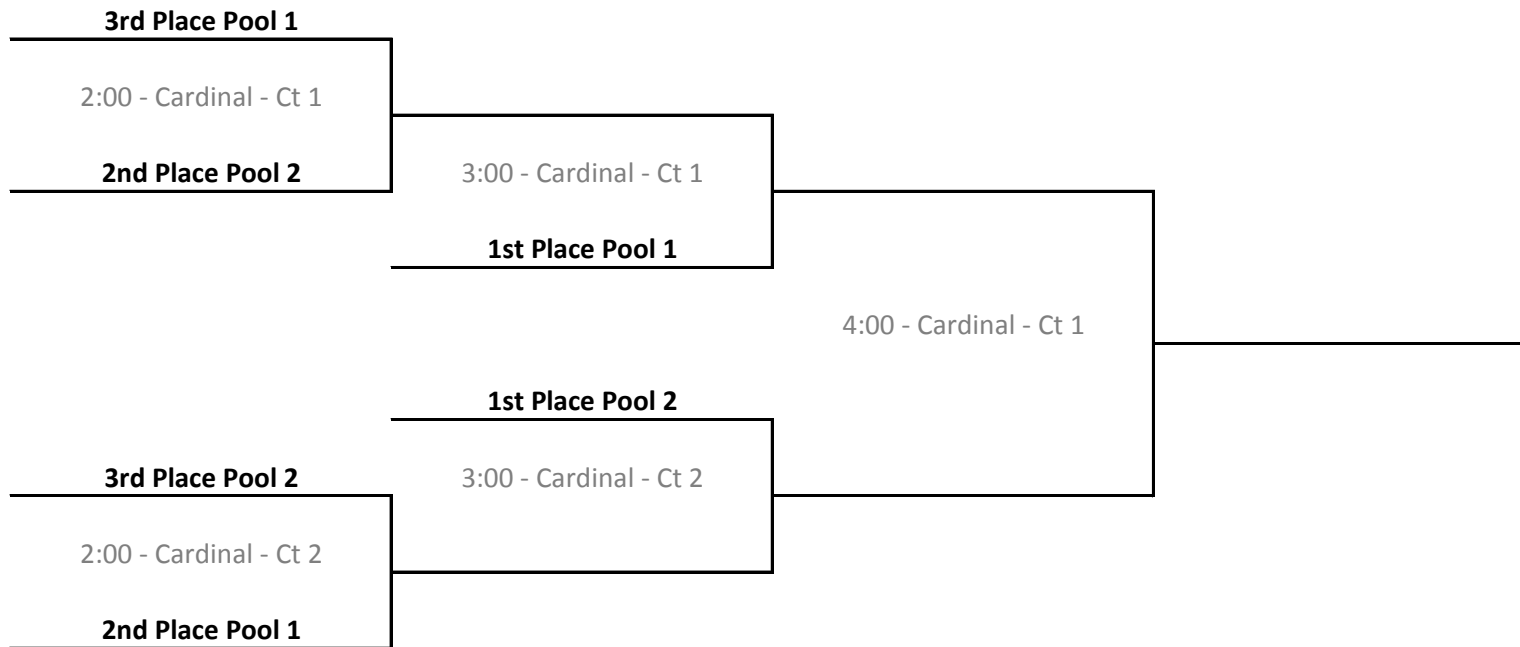 3rd Place Pool 1
2:00 - Cardinal - Ct 1
2nd Place Pool 2
3:00 - Cardinal - Ct 1
1st Place Pool 1
4:00 - Cardinal - Ct 1
1st Place Pool 2
3rd Place Pool 2
3:00 - Cardinal - Ct 2
2:00 - Cardinal - Ct 2
2nd Place Pool 1